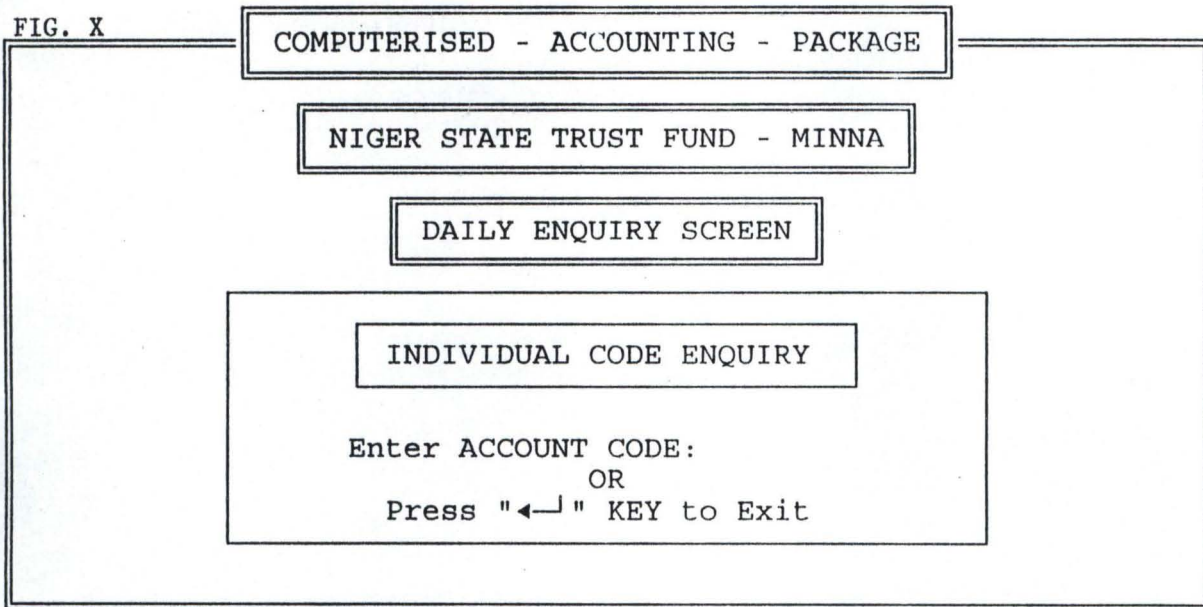 FIG. X
COMPUTERISED - ACCOUNTING - PACKAGE
NIGER STATE TRUST FUND - MINNA
DAILY ENQUIRY SCREEN
INDIVIDUAL CODE ENQUIRY
Enter ACCOUNT CODE:
OR
Press "◄─┘" KEY to Exit